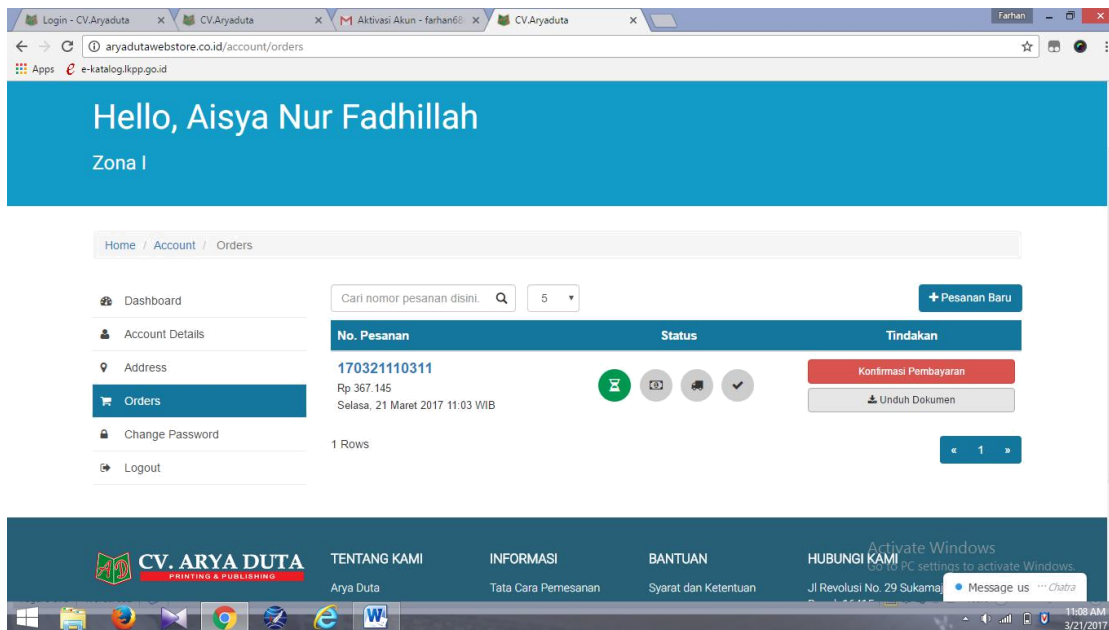 Login - CV.Aryaduta
CV.Aryaduta
Aktivasi Akun - farhan68
CV.Aryaduta
Farhan
aryadutawebstore.co.id/account/orders
Apps e-katalog.lkpp.go.id
Hello, Aisya Nur Fadhillah
Zona I
Home / Account / Orders
Dashboard
Account Details
Address
Orders
Change Password
Logout
Cari nomor pesanan disini. 5
+ Pesanan Baru
No. Pesanan Status Tindakan
170321110311
Rp 367.145
Selasa, 21 Maret 2017 11:03 WIB
Konfirmasi Pembayaran
Unduh Dokumen
1 Rows
« 1 »
CV. ARYA DUTA
PRINTING & PUBLISHING
TENTANG KAMI
Arya Duta
INFORMASI
Tata Cara Pemesanan
BANTUAN
Syarat dan Ketentuan
HUBUNGI KAMI
Jl Revolusi No. 29 Sukamaj
Activate Windows
Go to PC settings to activate Windows.
Message us Chatra
11:08 AM
3/21/2017